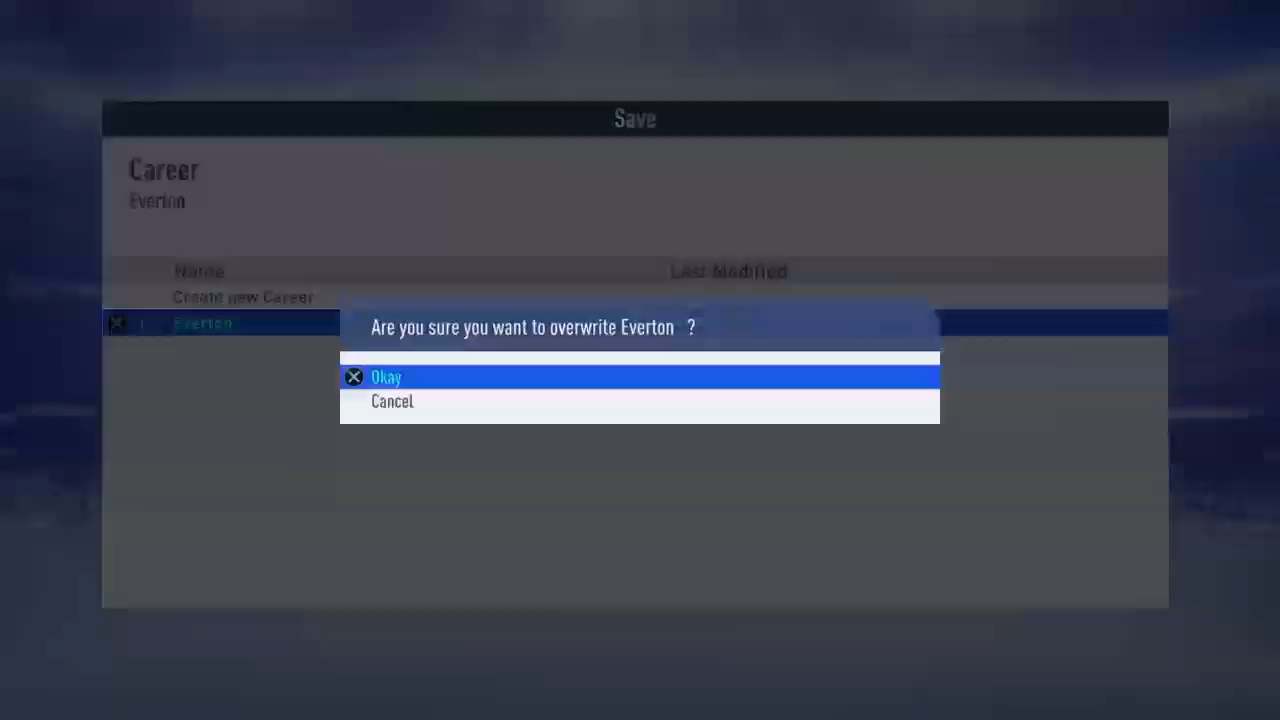 Save
Career
Everton
Name Last Modified
Create new Career
1 Everton
Are you sure you want to overwrite Everton ?
Okay
Cancel